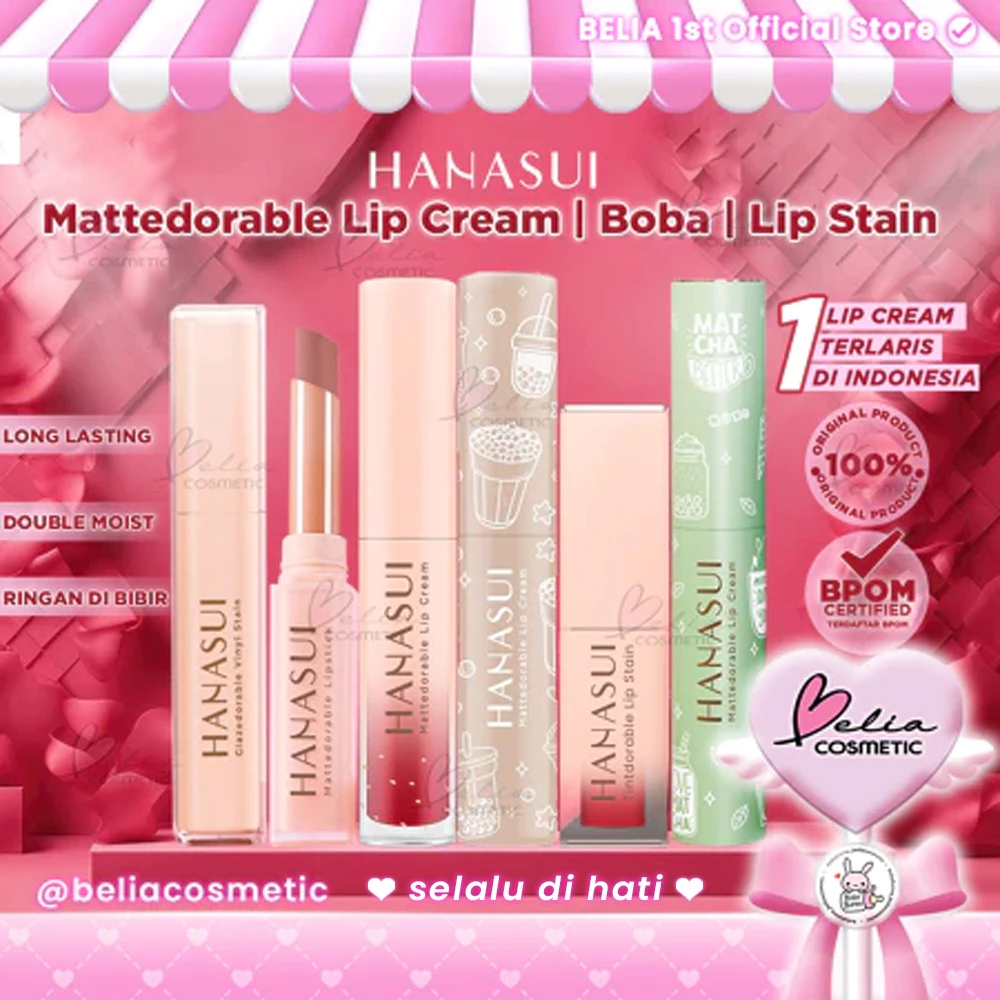 BELIA 1st Official Store
HANASUI
Mattedorable Lip Cream | Boba | Lip Stain
1
LIP CREAM
TERLARIS
DI INDONESIA
LONG LASTING
DOUBLE MOIST
RINGAN DI BIBIR
ORIGINAL PRODUCT
100%
ORIGINAL PRODUCT
BPOM
CERTIFIED
TERDAFTAR BPOM
HANASUI
Glazedorable Vinyl Stain
HANASUI
Mattedorable Lipstick
HANASUI
Mattedorable Lip Cream
HANASUI
Mattedorable Lip Cream
HANASUI
Tintdorable Lip Stain
MAT
CHA
HANASUI
Mattedorable Lip Cream
Belia
COSMETIC
@beliacosmetic
selalu di hati